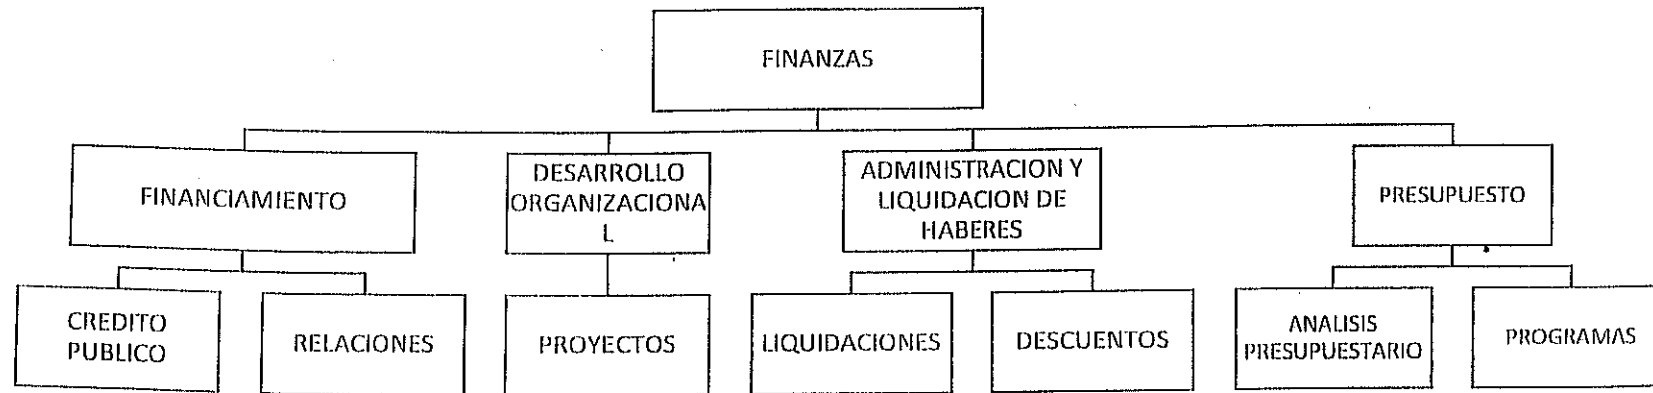 FINANZAS
FINANCIAMIENTO
DESARROLLO
ORGANIZACIONA
L
ADMINISTRACION Y
LIQUIDACION DE
HABERES
PRESUPUESTO
CREDITO
PUBLICO
RELACIONES
PROYECTOS
LIQUIDACIONES
DESCUENTOS
ANALISIS
PRESUPUESTARIO
PROGRAMAS